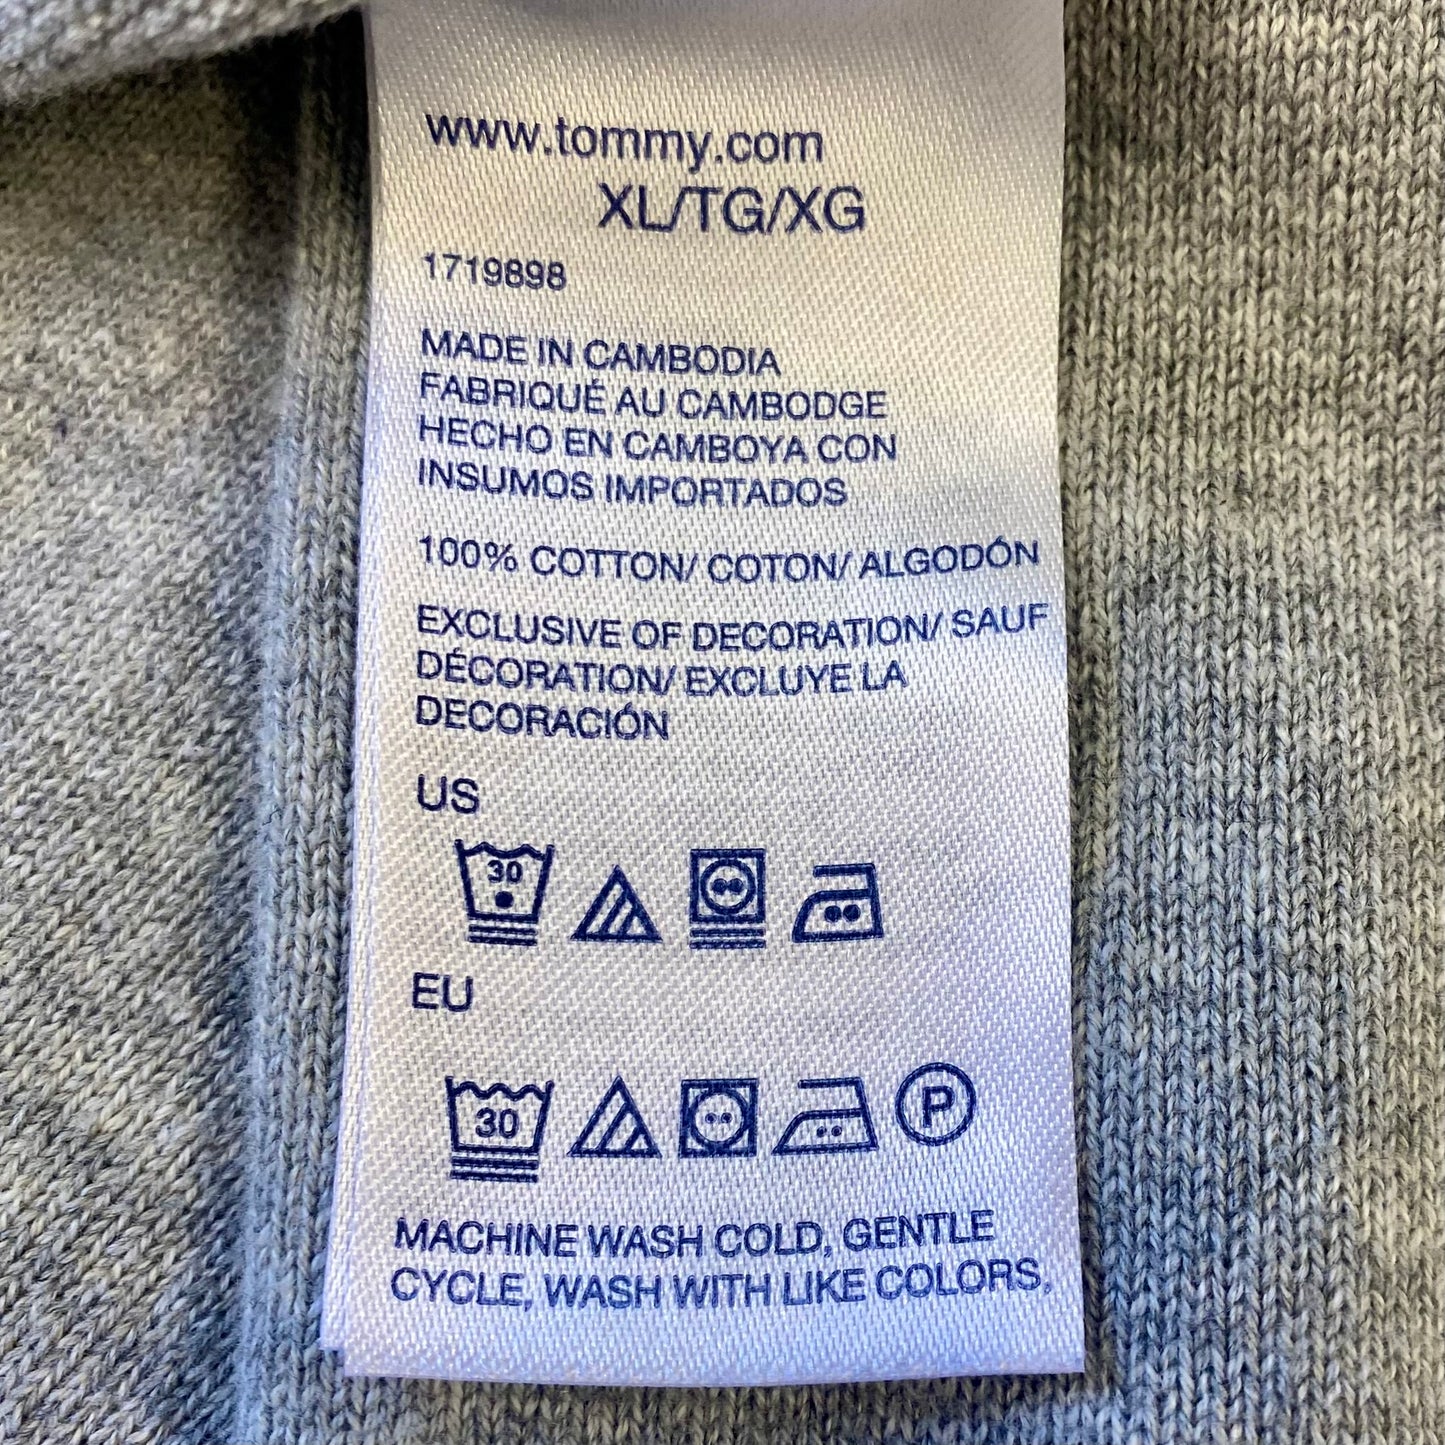 www.tommy.com
XL/TG/XG
1719898
MADE IN CAMBODIA
FABRIQUÉ AU CAMBODGE
HECHO EN CAMBOYA CON
INSUMOS IMPORTADOS
100% COTTON/ COTON/ ALGODÓN
EXCLUSIVE OF DECORATION/ SAUF
DÉCORATION/ EXCLUYE LA
DECORACIÓN
US
30
EU
30 P
MACHINE WASH COLD, GENTLE
CYCLE, WASH WITH LIKE COLORS,